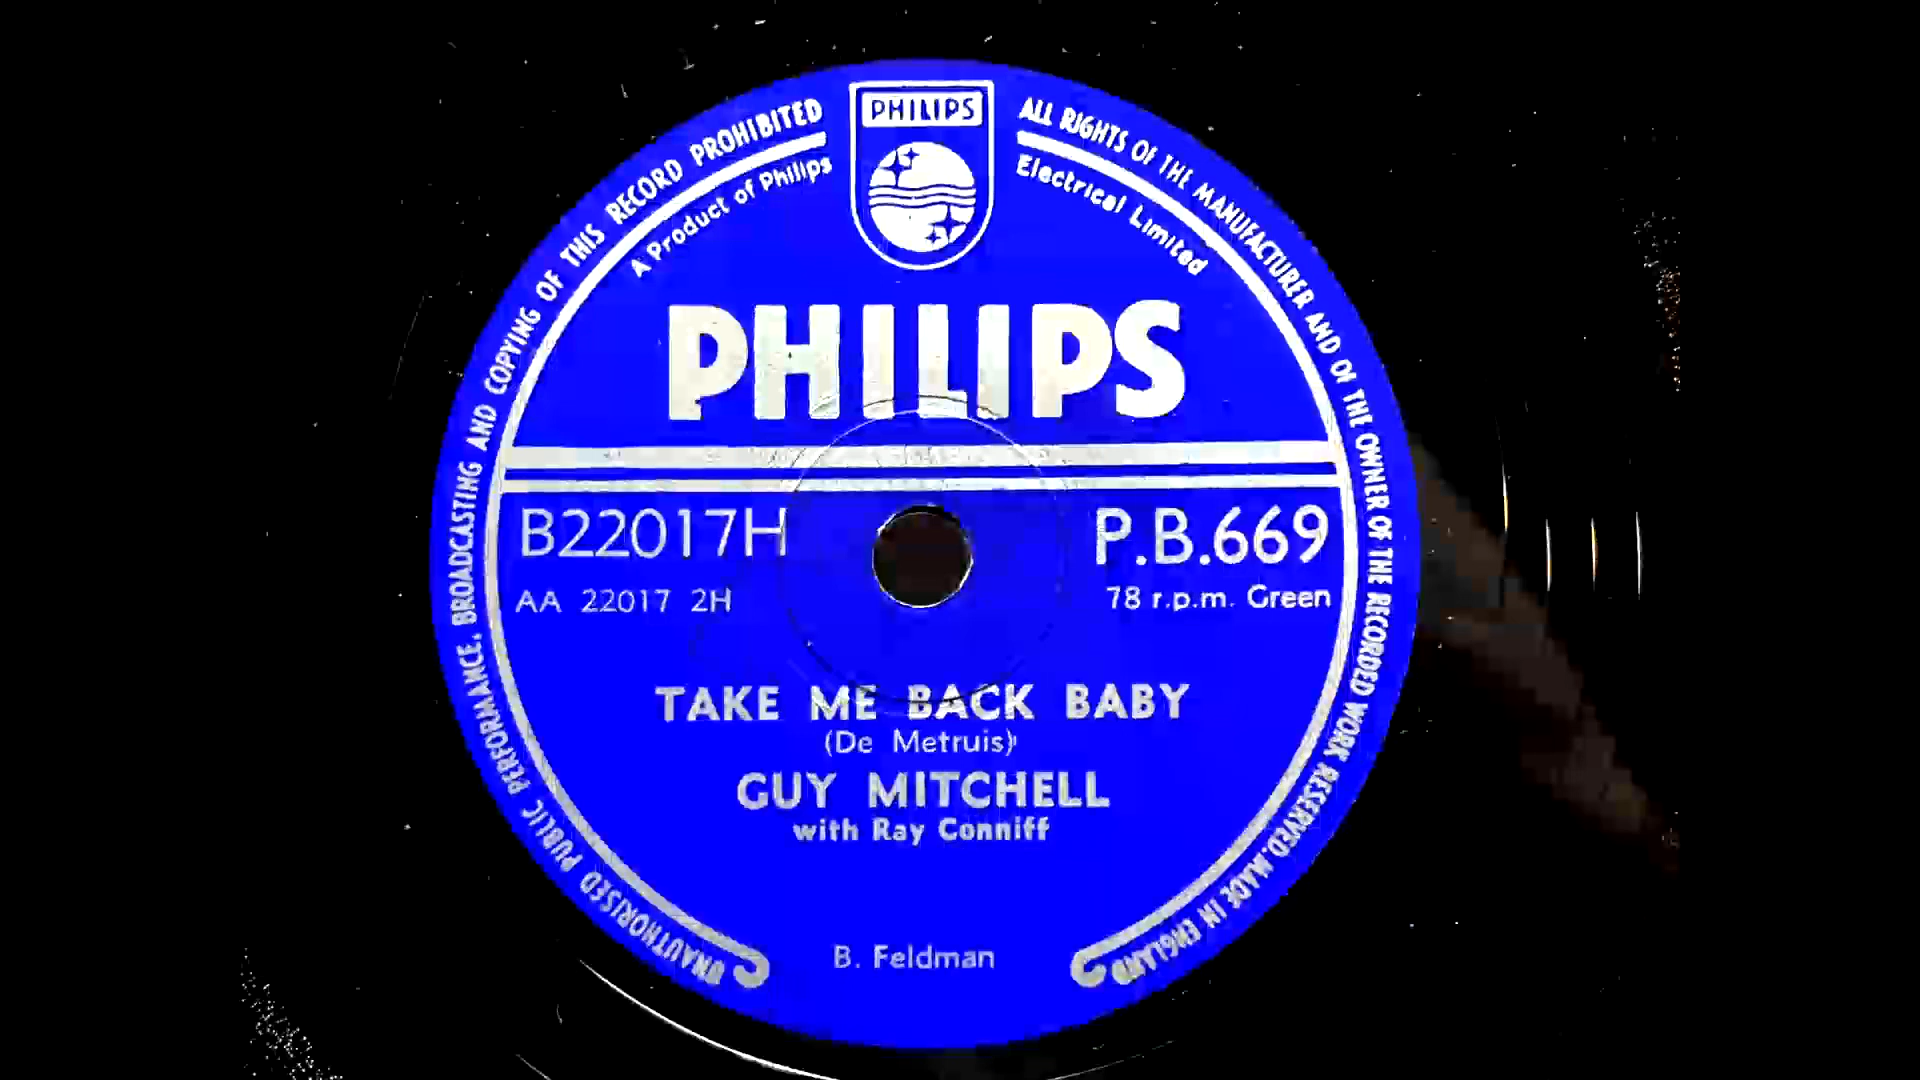 PHILIPS
UNAUTHORISED PUBLIC PERFORMANCE, BROADCASTING AND COPYING OF THIS RECORD PROHIBITED
ALL RIGHTS OF THE MANUFACTURER AND OF THE OWNER OF THE RECORDED WORK RESERVED. MADE IN ENGLAND
A Product of Philips Electrical Limited
PHILIPS
B22017H P.B.669
AA 22017 2H 78 r.p.m. Green
TAKE ME BACK BABY
(De Metruis)
GUY MITCHELL
with Ray Conniff
B. Feldman